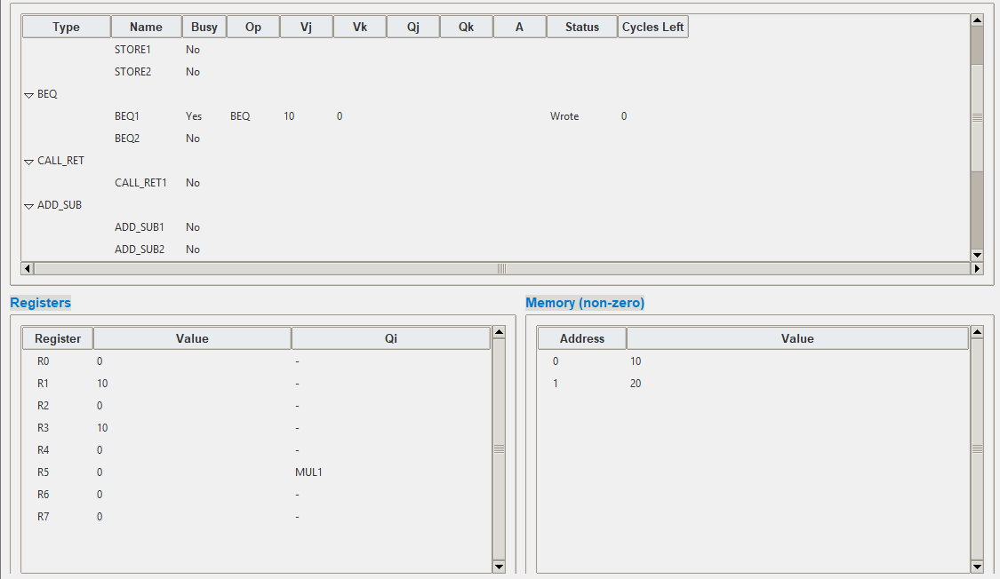 Type Name Busy Op Vj Vk Qj Qk A Status Cycles Left
STORE1 No
STORE2 No
BEQ
BEQ1 Yes BEQ 10 0 Wrote 0
BEQ2 No
CALL_RET
CALL_RET1 No
ADD_SUB
ADD_SUB1 No
ADD_SUB2 No
Registers
Register Value Qi
R0 0 -
R1 10 -
R2 0 -
R3 10 -
R4 0 -
R5 0 MUL1
R6 0 -
R7 0 -
Memory (non-zero)
Address Value
0 10
1 20